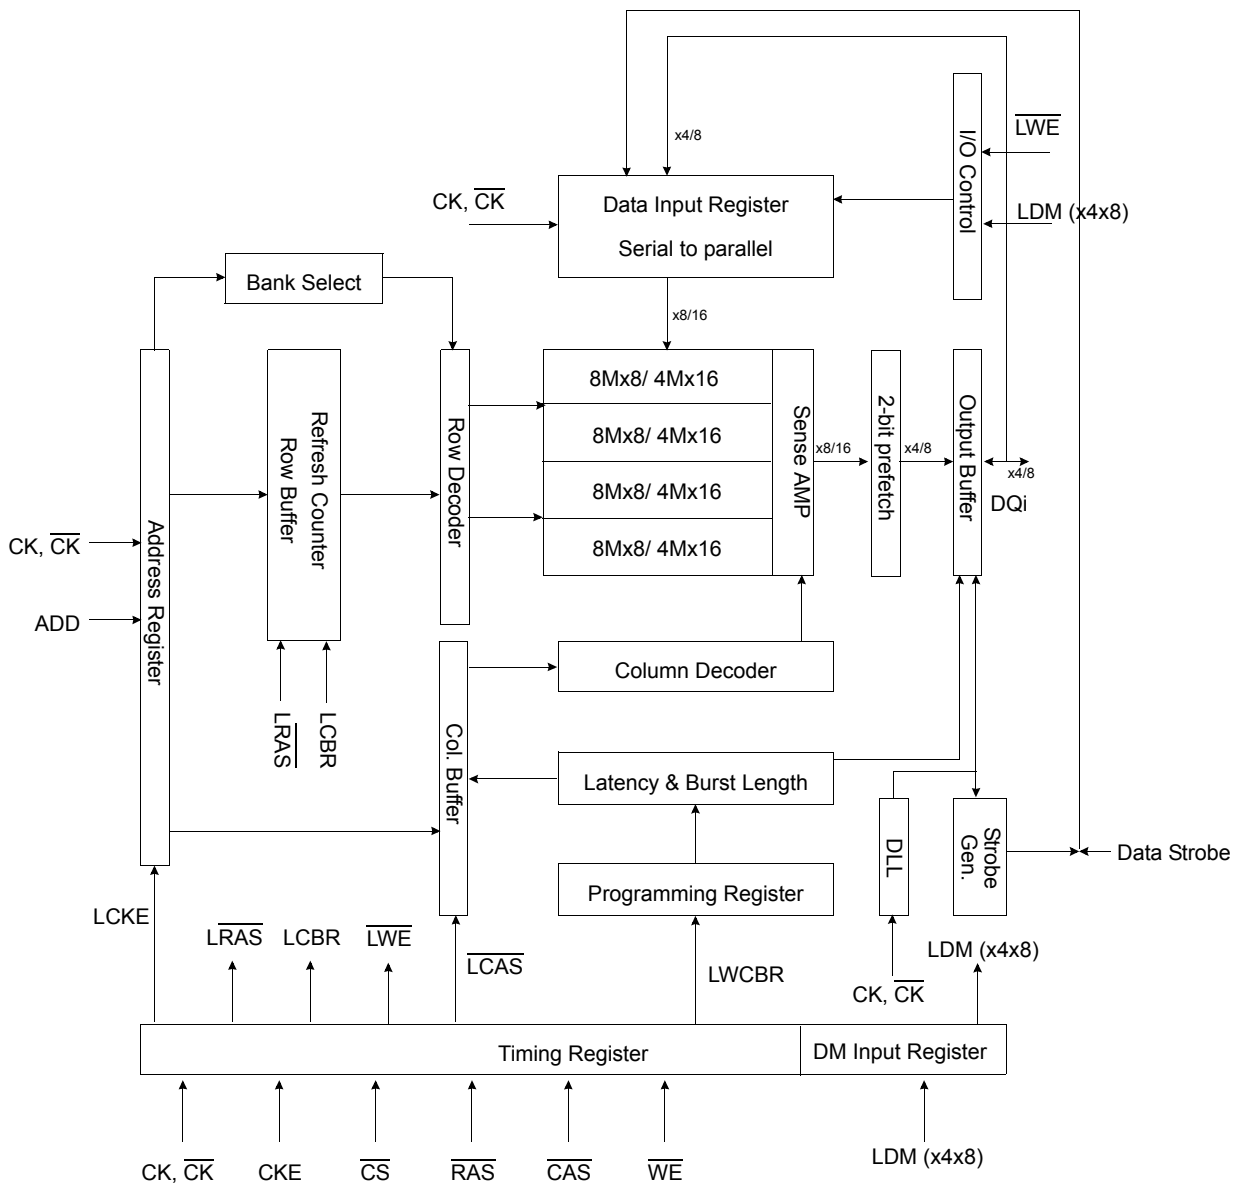 x4/8
LWE
I/O Control
CK, CK
Data Input Register
Serial to parallel
LDM (x4x8)
Bank Select
x8/16
8Mx8/ 4Mx16
8Mx8/ 4Mx16
8Mx8/ 4Mx16
8Mx8/ 4Mx16
Sense AMP
x8/16
2-bit prefetch
x4/8
Output Buffer
x4/8
DQi
Address Register
Refresh Counter
Row Buffer
Row Decoder
CK, CK
ADD
LRAS
LCBR
Col. Buffer
Column Decoder
Latency & Burst Length
Programming Register
DLL
Strobe
Gen.
Data Strobe
LCKE
LRAS
LCBR
LWE
LCAS
LWCBR
CK, CK
LDM (x4x8)
Timing Register
DM Input Register
CK, CK
CKE
CS
RAS
CAS
WE
LDM (x4x8)